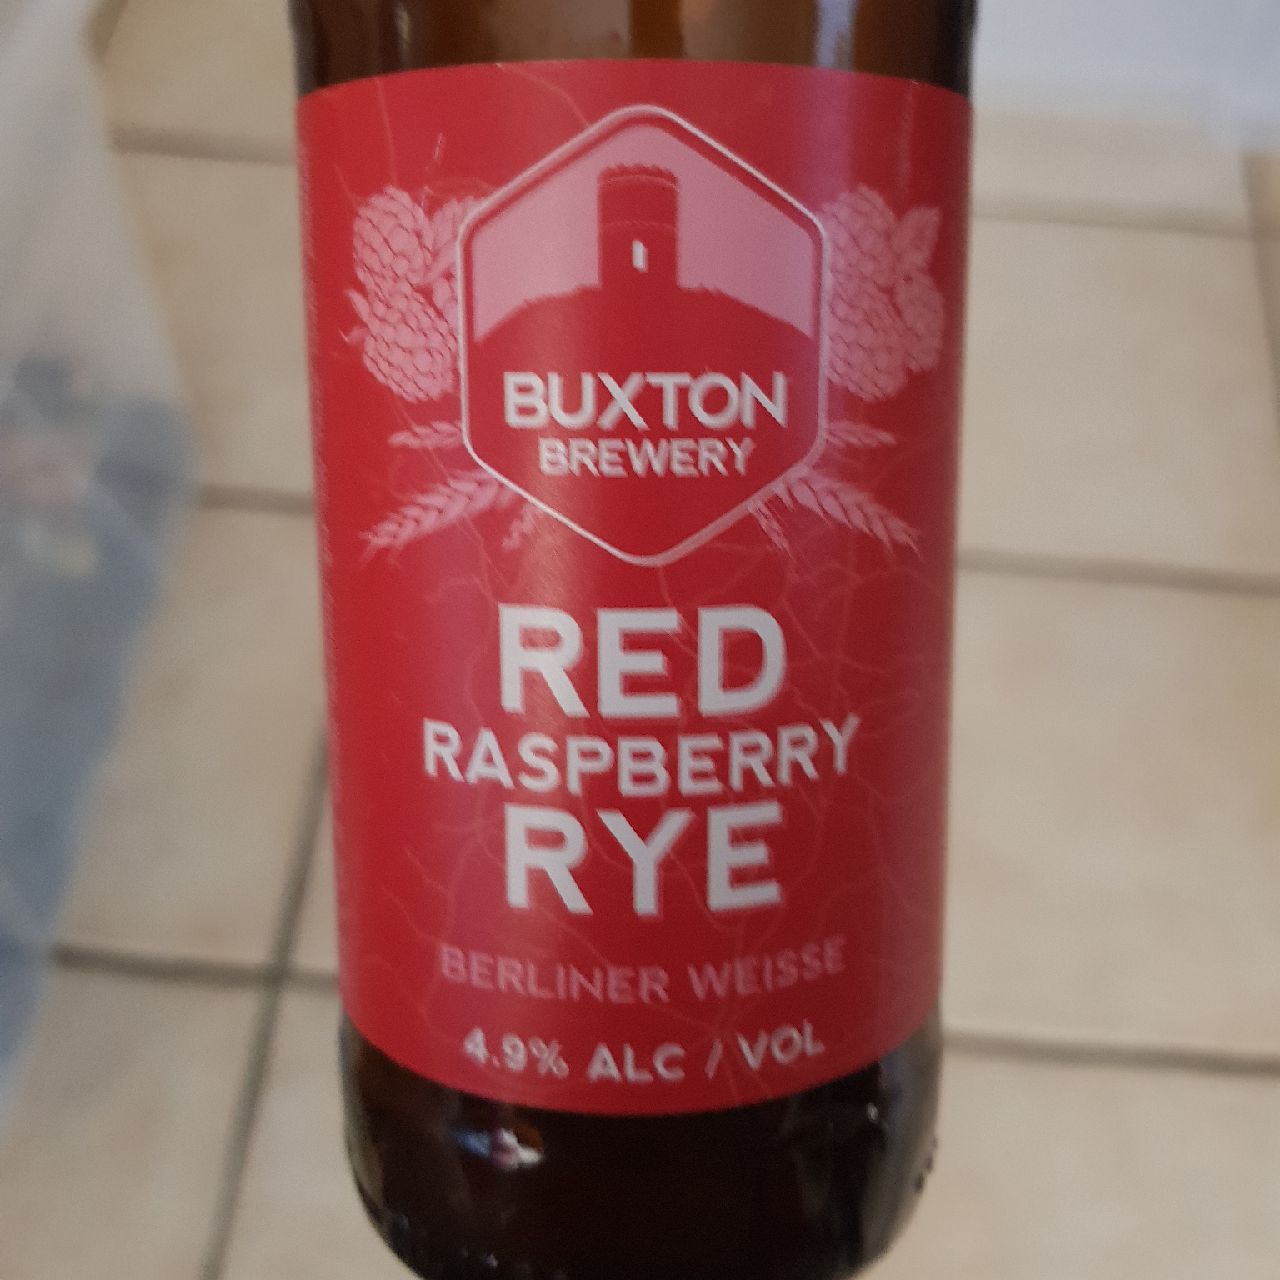 BUXTON
BREWERY
RED
RASPBERRY
RYE
BERLINER WEISSE
4.9% ALC / VOL